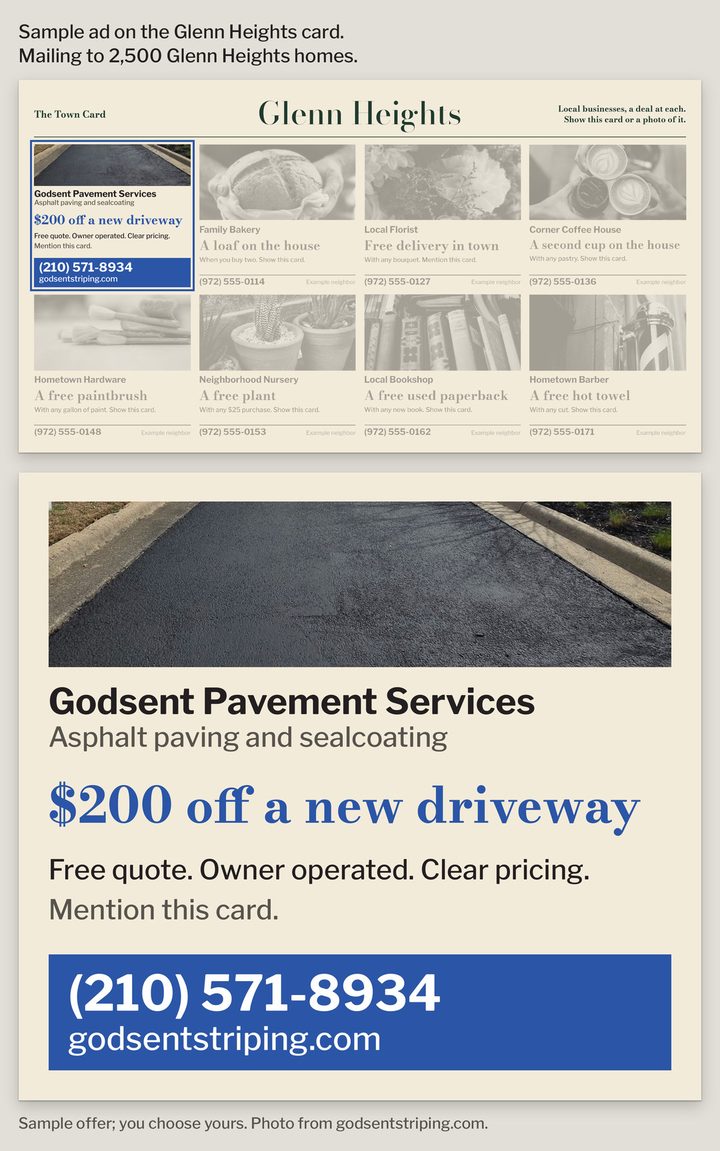 Sample ad on the Glenn Heights card.
Mailing to 2,500 Glenn Heights homes.
The Town Card
Glenn Heights
Local businesses, a deal at each.
Show this card or a photo of it.
Godsent Pavement Services
Asphalt paving and sealcoating
$200 off a new driveway
Free quote. Owner operated. Clear pricing.
Mention this card.
(210) 571-8934
godsentstriping.com
Family Bakery
A loaf on the house
When you buy two. Show this card.
(972) 555-0114
Example neighbor
Local Florist
Free delivery in town
With any bouquet. Mention this card.
(972) 555-0127
Corner Coffee House
A second cup on the house
With any pastry. Show this card.
(972) 555-0136
Example neighbor
Hometown Hardware
A free paintbrush
With any gallon of paint. Show this card.
(972) 555-0148
Example neighbor
Neighborhood Nursery
A free plant
With any $25 purchase. Show this card.
(972) 555-0153
Example neighbor
Local Bookshop
A free used paperback
With any new book. Show this card.
(972) 555-0162
Example neighbor
Hometown Barber
A free hot towel
With any cut. Show this card.
(972) 555-0171
Example neighbor
Godsent Pavement Services
Asphalt paving and sealcoating
$200 off a new driveway
Free quote. Owner operated. Clear pricing.
Mention this card.
(210) 571-8934
godsentstriping.com
Sample offer; you choose yours. Photo from godsentstriping.com.